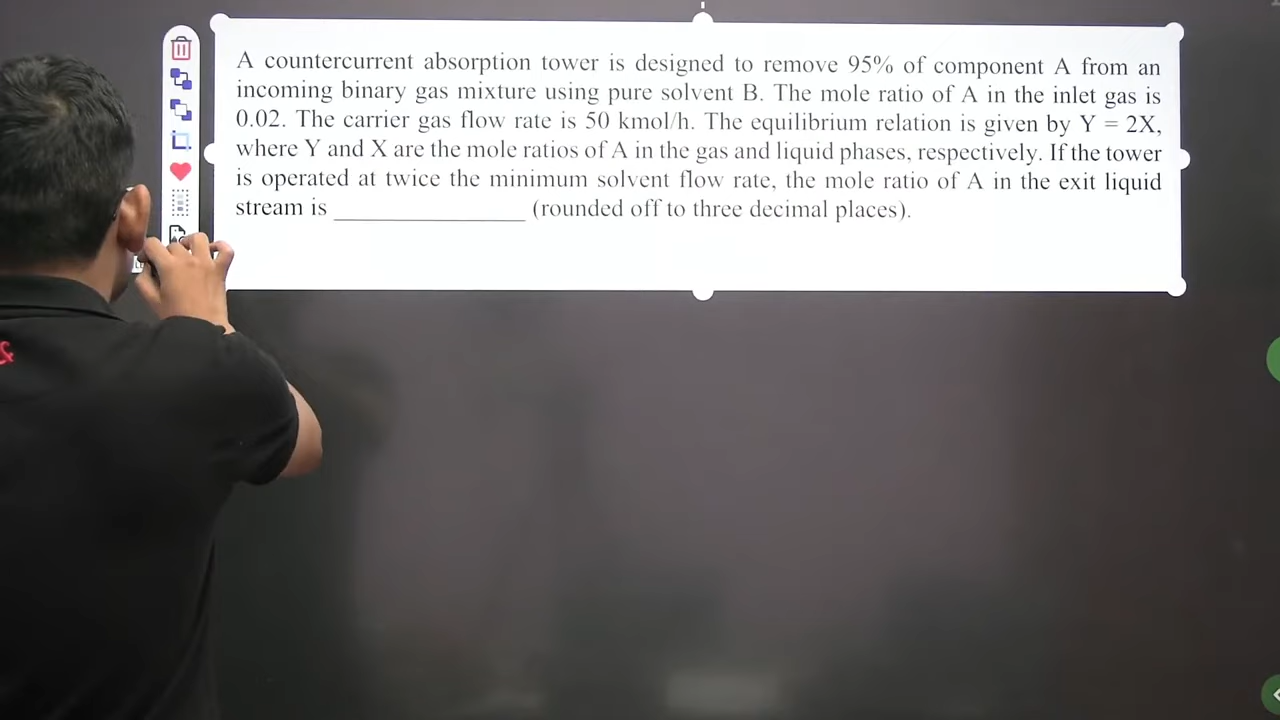 A countercurrent absorption tower is designed to remove 95% of component A from an
incoming binary gas mixture using pure solvent B. The mole ratio of A in the inlet gas is
0.02. The carrier gas flow rate is 50 kmol/h. The equilibrium relation is given by Y = 2X,
where Y and X are the mole ratios of A in the gas and liquid phases, respectively. If the tower
is operated at twice the minimum solvent flow rate, the mole ratio of A in the exit liquid
stream is _______________ (rounded off to three decimal places).